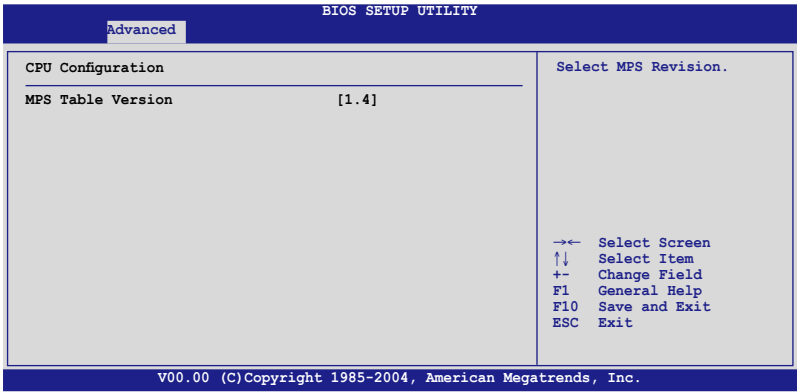 BIOS SETUP UTILITY
Advanced
CPU Configuration
MPS Table Version [1.4]
Select MPS Revision.
→← Select Screen
↑↓ Select Item
+- Change Field
F1 General Help
F10 Save and Exit
ESC Exit
V00.00 (C)Copyright 1985-2004, American Megatrends, Inc.